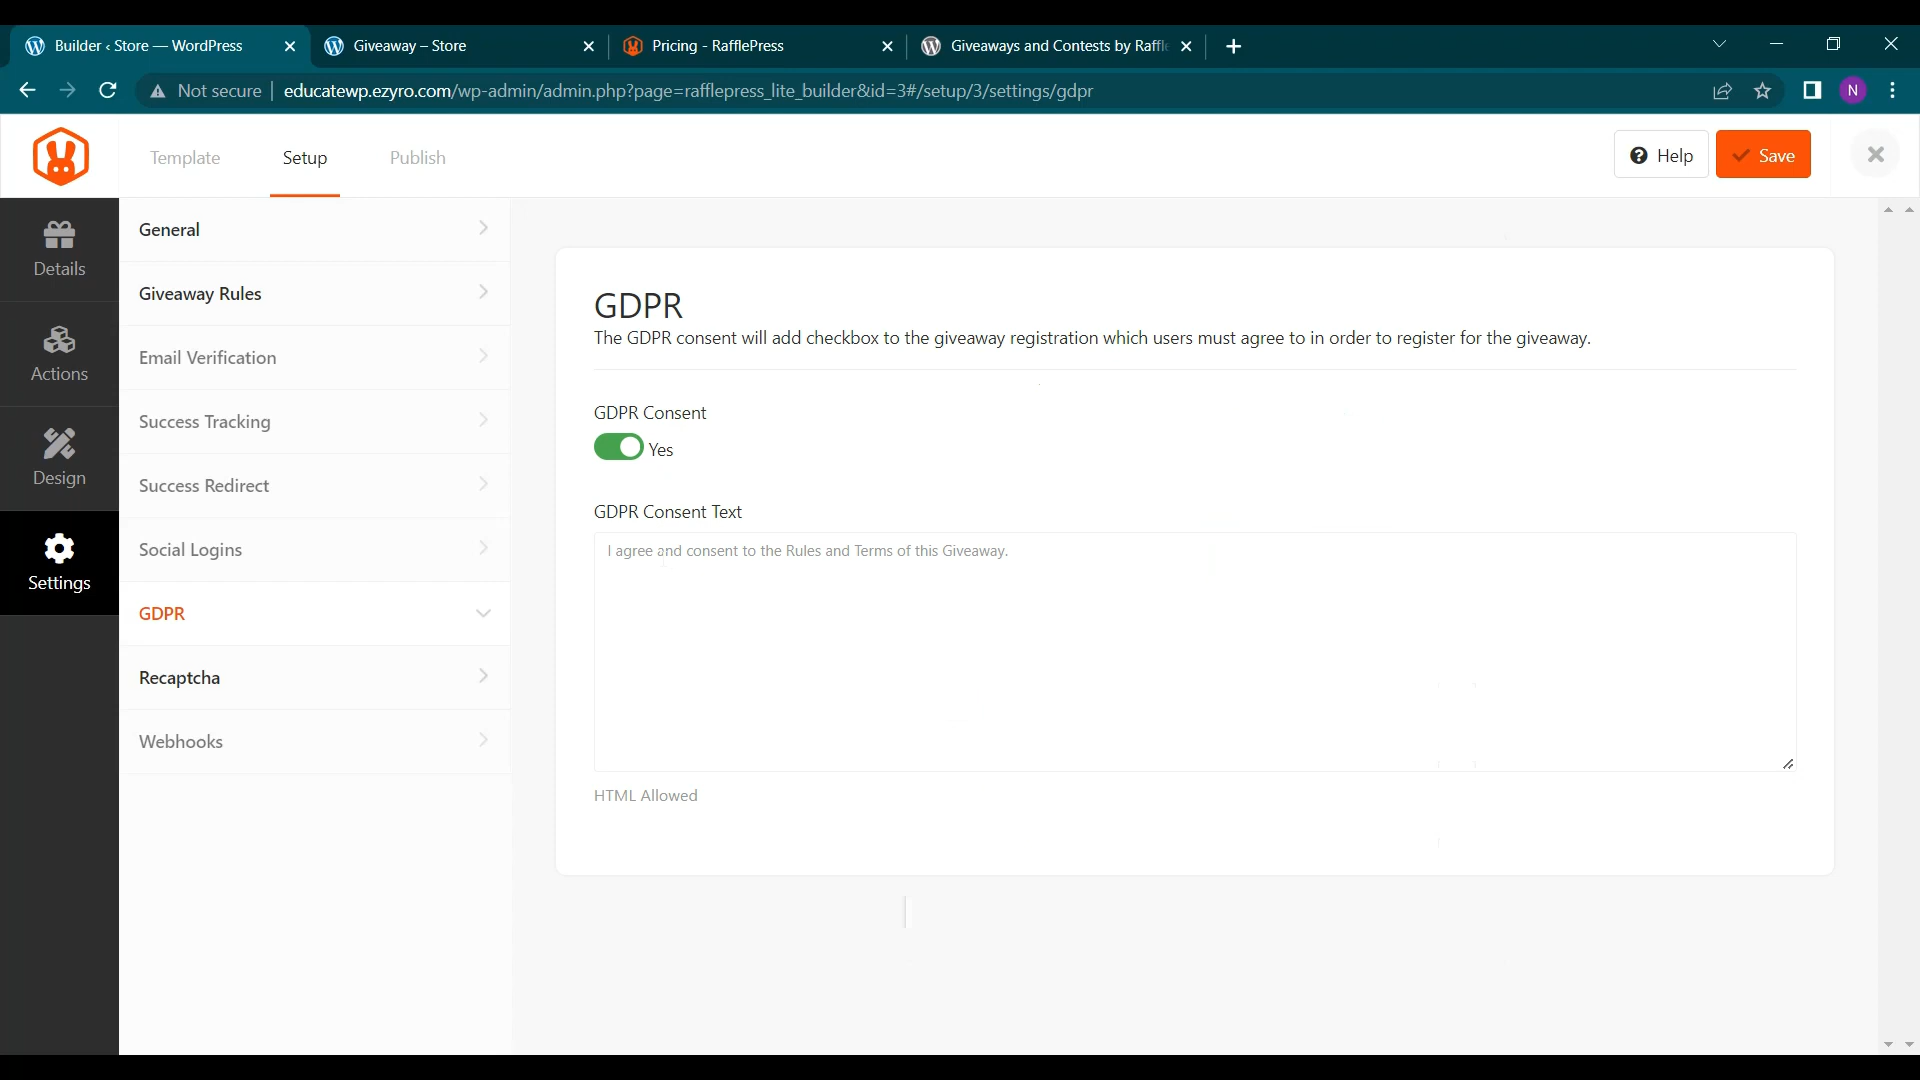 Builder ‹ Store — WordPress
Giveaway – Store
Pricing - RafflePress
Giveaways and Contests by Raffle
Not secure
educatewp.ezyro.com/wp-admin/admin.php?page=rafflepress_lite_builder&id=3#/setup/3/settings/gdpr
N
Template
Setup
Publish
Help
Save
Details
Actions
Design
Settings
General
Giveaway Rules
Email Verification
Success Tracking
Success Redirect
Social Logins
GDPR
Recaptcha
Webhooks
GDPR
The GDPR consent will add checkbox to the giveaway registration which users must agree to in order to register for the giveaway.
GDPR Consent
Yes
GDPR Consent Text
I agree and consent to the Rules and Terms of this Giveaway.
HTML Allowed